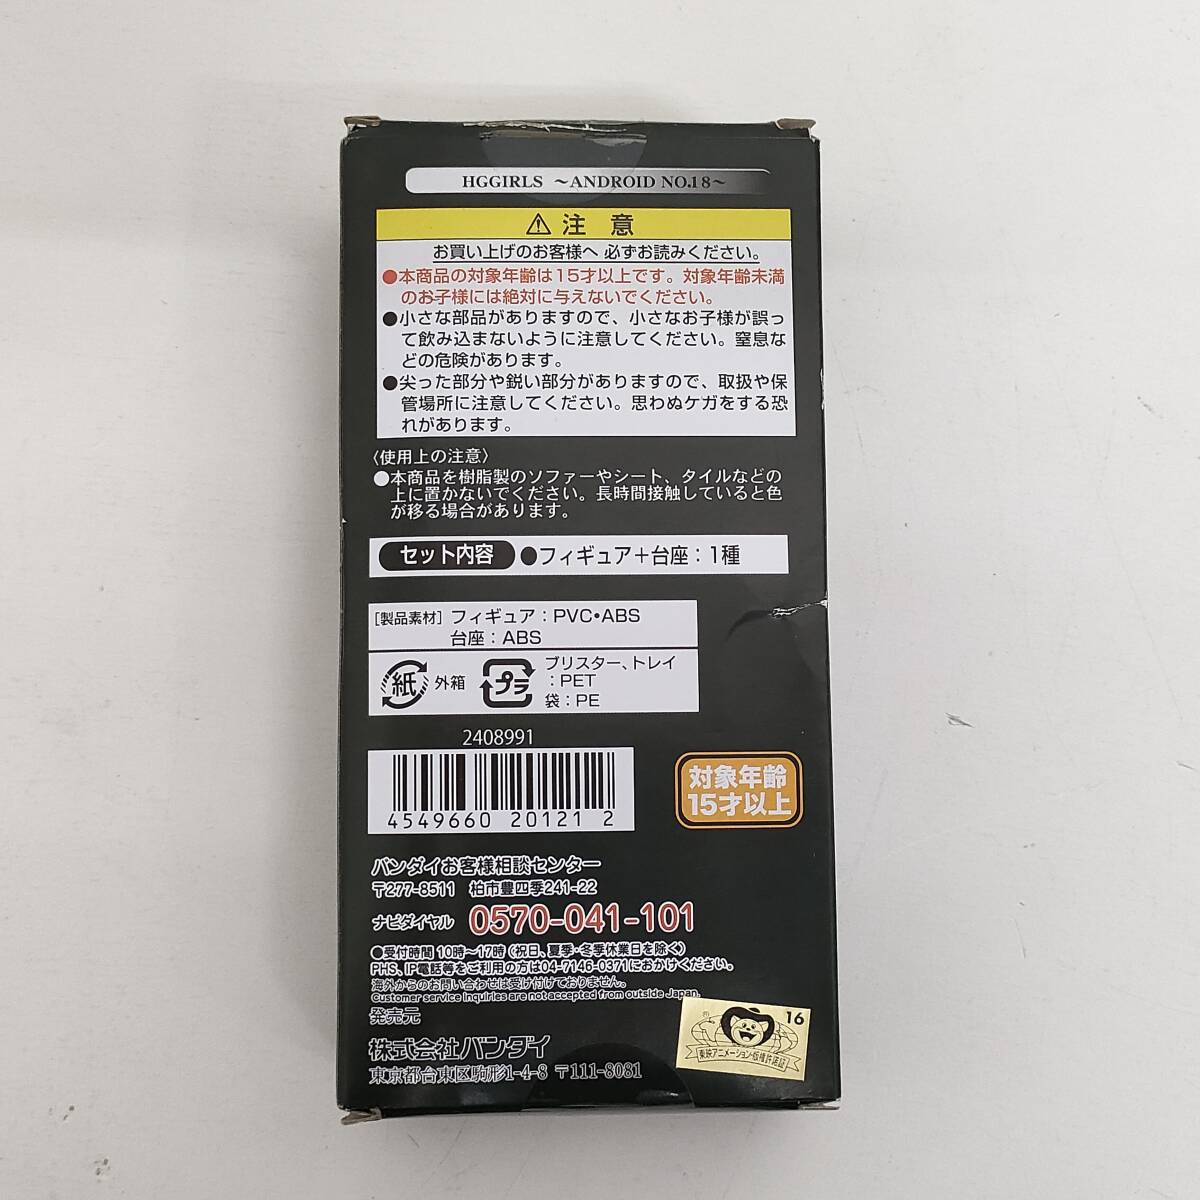 HGGIRLS ～ANDROID NO.18～
⚠ 注 意
お買い上げのお客様へ 必ずお読みください。
●本商品の対象年齢は15才以上です。対象年齢未満
のお子様には絶対に与えないでください。
●小さな部品がありますので、小さなお子様が誤っ
て飲み込まないように注意してください。窒息な
どの危険があります。
●尖った部分や鋭い部分がありますので、取扱や保
管場所に注意してください。思わぬケガをする恐
れがあります。
〈使用上の注意〉
●本商品を樹脂製のソファーやシート、タイルなどの
上に置かないでください。長時間接触していると色
が移る場合があります。
セット内容 ●フィギュア＋台座：1種
［製品素材］フィギュア：PVC•ABS
台座：ABS
紙 外箱 プラ ブリスター、トレイ
：PET
袋：PE
2408991
4549660 20121 2
対象年齢
15才以上
バンダイお客様相談センター
〒277-8511 柏市豊四季241-22
ナビダイヤル 0570-041-101
●受付時間 10時～17時（祝日、夏季・冬季休業日を除く）
PHS、IP電話等をご利用の方は04-7146-0371におかけください。
海外からのお問い合わせは受け付けておりません。
Customer service inquiries are not accepted from outside Japan.
発売元
株式会社バンダイ
東京都台東区駒形1-4-8 〒111-8081
16
東映アニメーション・版権許諾証